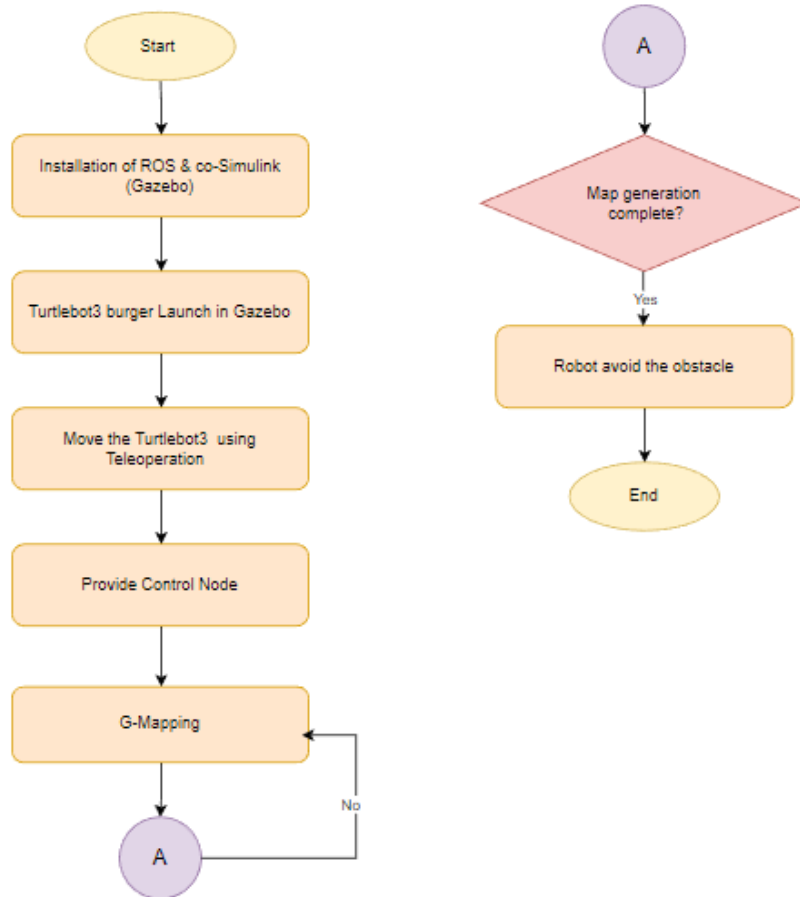 Start
Installation of ROS & co-Simulink
(Gazebo)
Turtlebot3 burger Launch in Gazebo
Move the Turtlebot3 using
Teleoperation
Provide Control Node
G-Mapping
No
A
A
Map generation
complete?
Yes
Robot avoid the obstacle
End